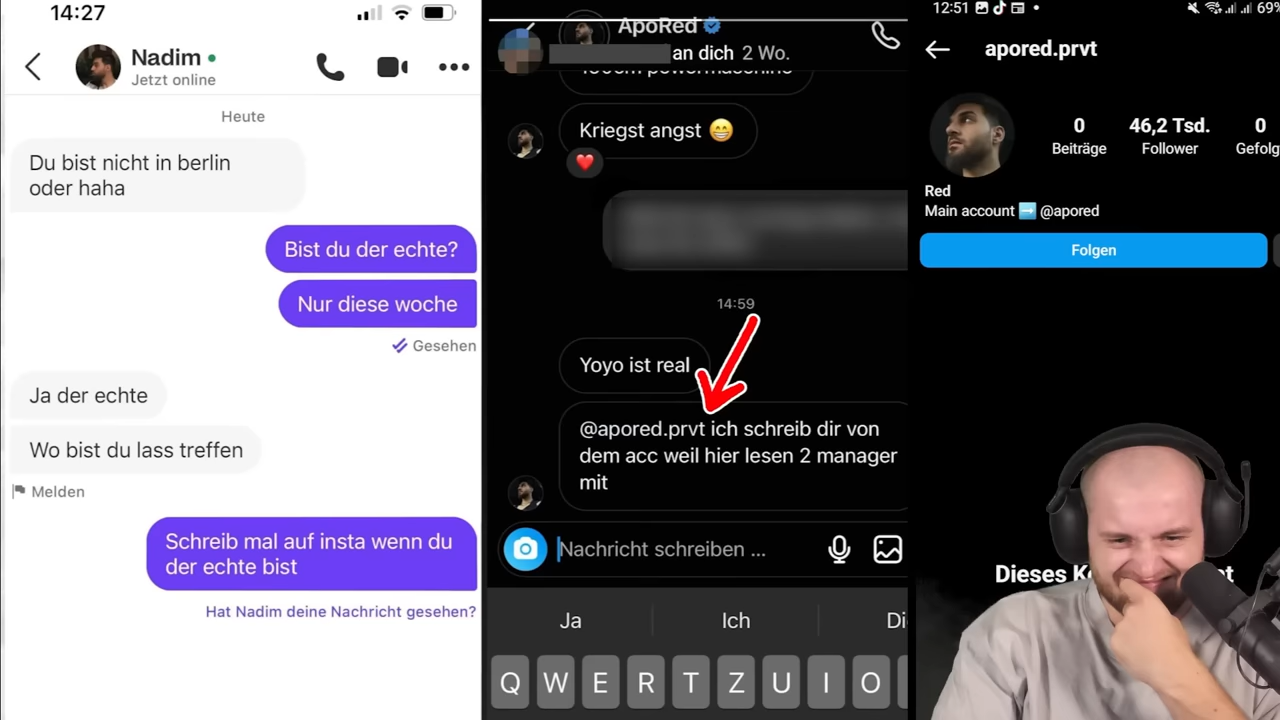 14:27
Nadim
Jetzt online
Heute
Du bist nicht in berlin
oder haha
Bist du der echte?
Nur diese woche
Gesehen
Ja der echte
Wo bist du lass treffen
Melden
Schreib mal auf insta wenn du
der echte bist
Hat Nadim deine Nachricht gesehen?
ApoRed
an dich 2 Wo.
Kriegst angst 😁
14:59
Yoyo ist real
@apored.prvt ich schreib dir von
dem acc weil hier lesen 2 manager
mit
Nachricht schreiben ...
Ja Ich
Q W E R T Z U I O
12:51 69%
apored.prvt
0 46,2 Tsd. 0
Beiträge Follower Gefolg
Red
Main account ➡️ @apored
Folgen
Dieses